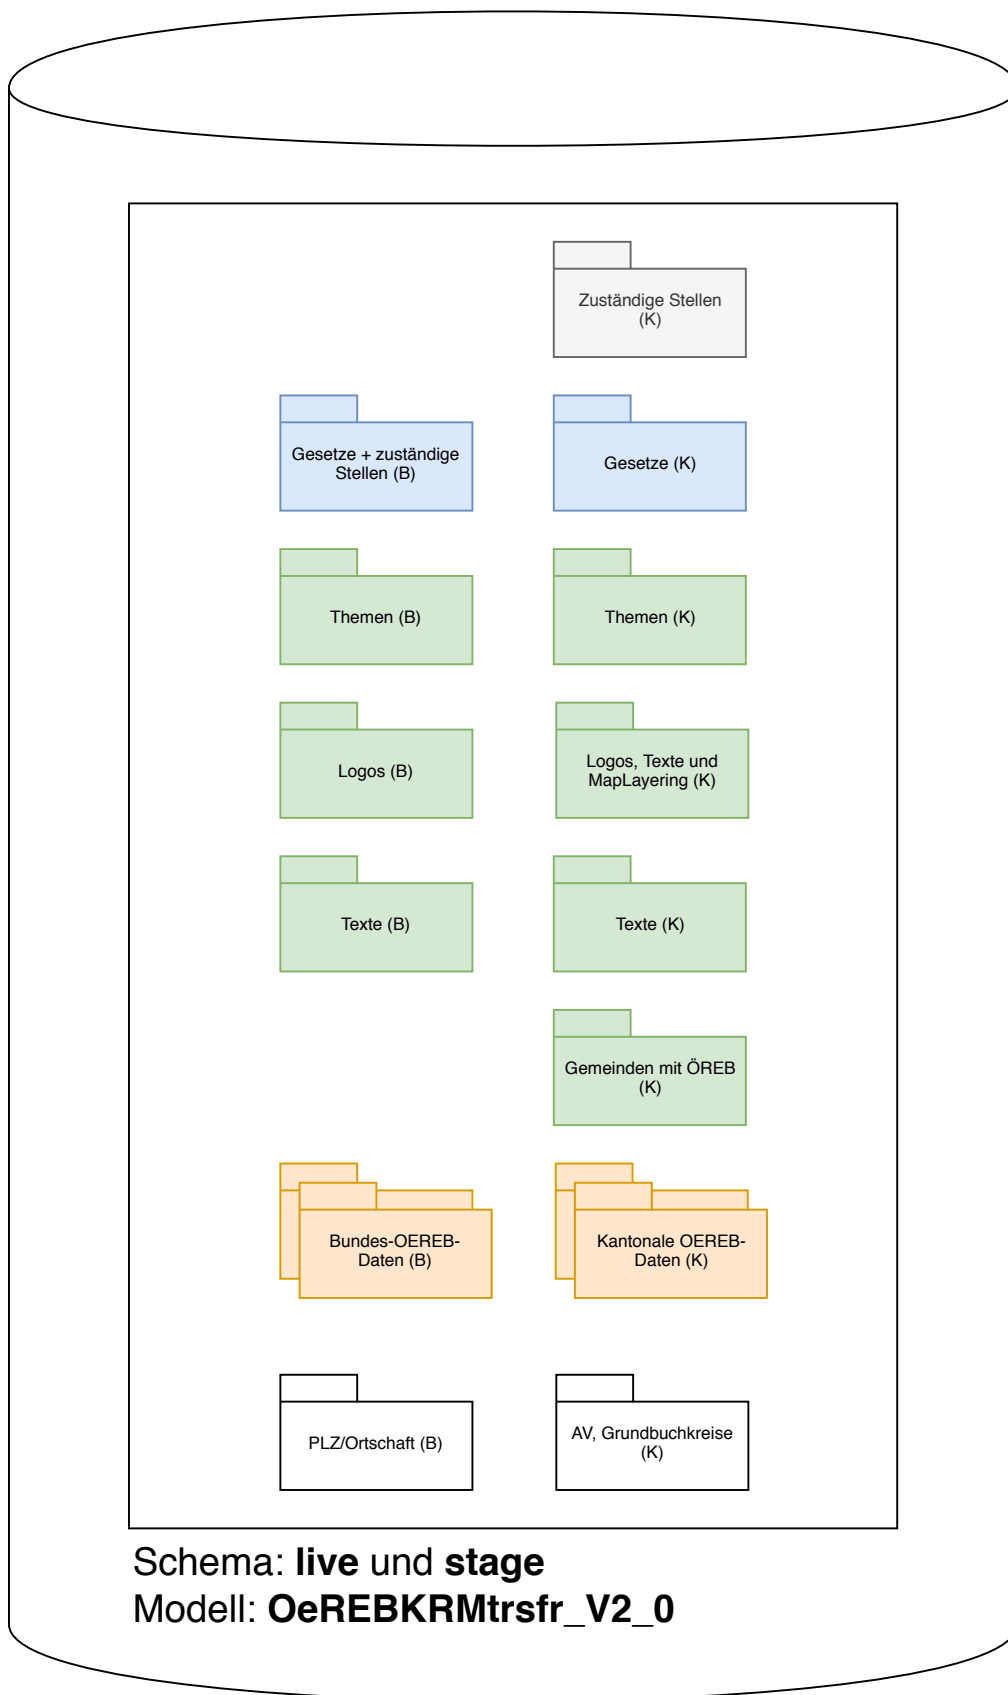 Zuständige Stellen
(K)
Gesetze + zuständige
Stellen (B)
Gesetze (K)
Themen (B)
Themen (K)
Logos (B)
Logos, Texte und
MapLayering (K)
Texte (B)
Texte (K)
Gemeinden mit ÖREB
(K)
Bundes-OEREB-
Daten (B)
Kantonale OEREB-
Daten (K)
PLZ/Ortschaft (B)
AV, Grundbuchkreise
(K)
Schema: live und stage
Modell: OeREBKRMtrsfr_V2_0